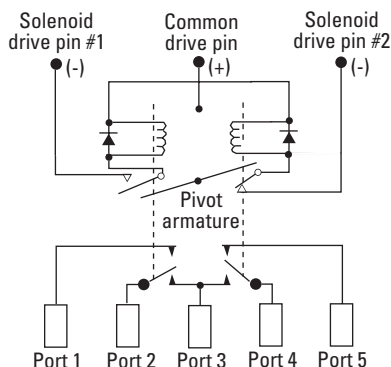 Solenoid drive pin #1
Common drive pin
Solenoid drive pin #2
(-)
(+)
(-)
Pivot armature
Port 1
Port 2
Port 3
Port 4
Port 5